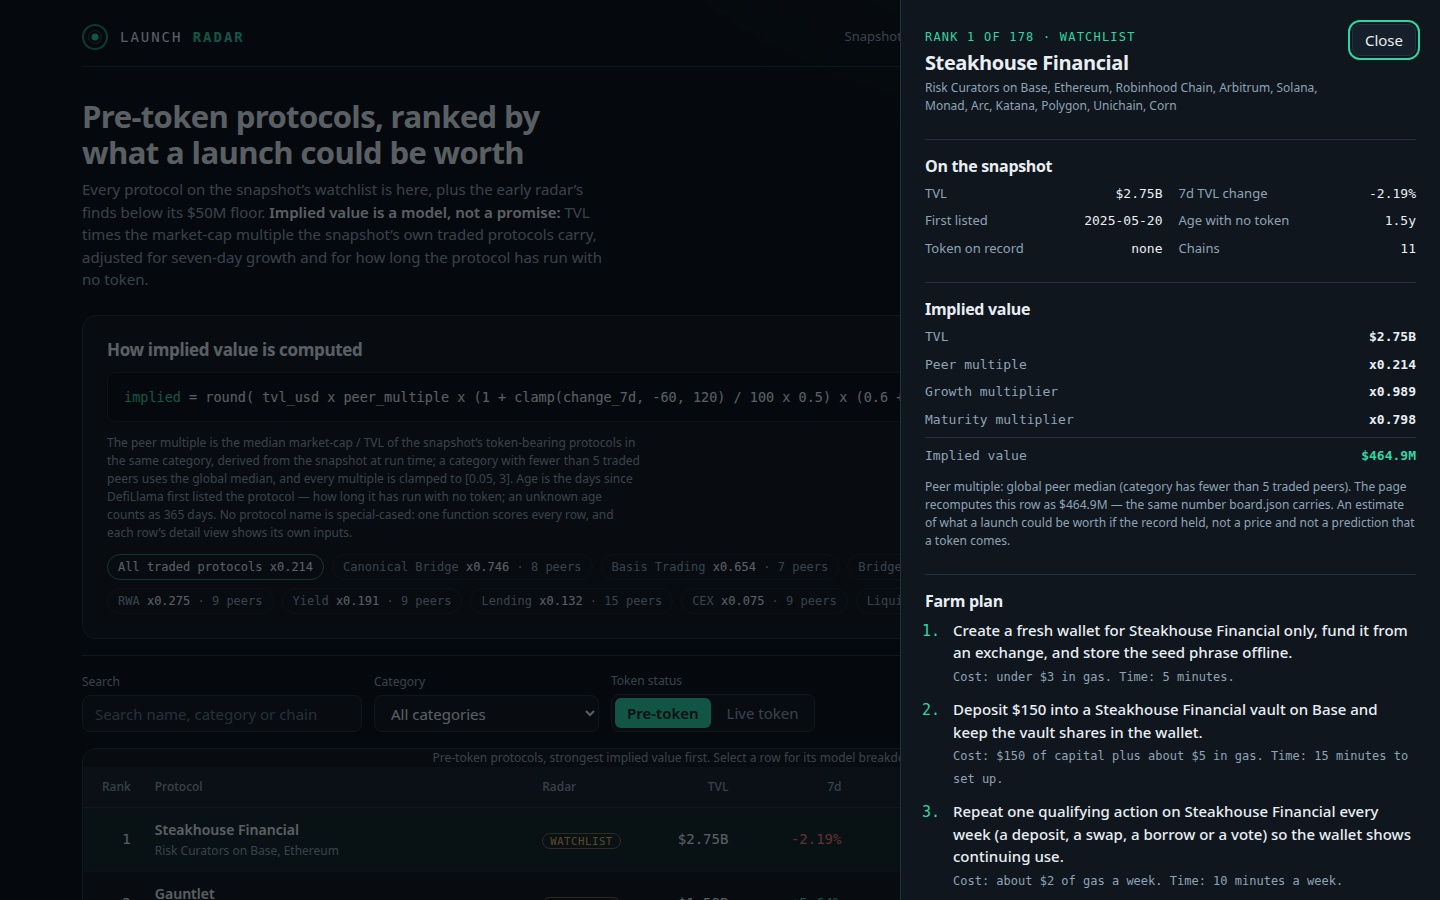 LAUNCH RADAR
Snapshot
Pre-token protocols, ranked by
what a launch could be worth
Every protocol on the snapshot's watchlist is here, plus the early radar's
finds below its $50M floor. Implied value is a model, not a promise: TVL
times the market-cap multiple the snapshot's own traded protocols carry,
adjusted for seven-day growth and for how long the protocol has run with
no token.
How implied value is computed
implied = round( tvl_usd x peer_multiple x (1 + clamp(change_7d, -60, 120) / 100 x 0.5) x (0.6 +
The peer multiple is the median market-cap / TVL of the snapshot's token-bearing protocols in
the same category, derived from the snapshot at run time; a category with fewer than 5 traded
peers uses the global median, and every multiple is clamped to [0.05, 3]. Age is the days since
DefiLlama first listed the protocol — how long it has run with no token; an unknown age
counts as 365 days. No protocol name is special-cased: one function scores every row, and
each row's detail view shows its own inputs.
All traded protocols x0.214 Canonical Bridge x0.746 · 8 peers Basis Trading x0.654 · 7 peers Bridge
RWA x0.275 · 9 peers Yield x0.191 · 9 peers Lending x0.132 · 15 peers CEX x0.075 · 9 peers Liqui
Search Category Token status
Search name, category or chain All categories Pre-token Live token
Pre-token protocols, strongest implied value first. Select a row for its model breakd
Rank Protocol Radar TVL 7d
1 Steakhouse Financial WATCHLIST $2.75B -2.19%
Risk Curators on Base, Ethereum
Gauntlet
RANK 1 OF 178 · WATCHLIST
Close
Steakhouse Financial
Risk Curators on Base, Ethereum, Robinhood Chain, Arbitrum, Solana,
Monad, Arc, Katana, Polygon, Unichain, Corn
On the snapshot
TVL $2.75B 7d TVL change -2.19%
First listed 2025-05-20 Age with no token 1.5y
Token on record none Chains 11
Implied value
TVL $2.75B
Peer multiple x0.214
Growth multiplier x0.989
Maturity multiplier x0.798
Implied value $464.9M
Peer multiple: global peer median (category has fewer than 5 traded peers). The page
recomputes this row as $464.9M — the same number board.json carries. An estimate
of what a launch could be worth if the record held, not a price and not a prediction that
a token comes.
Farm plan
1. Create a fresh wallet for Steakhouse Financial only, fund it from
an exchange, and store the seed phrase offline.
Cost: under $3 in gas. Time: 5 minutes.
2. Deposit $150 into a Steakhouse Financial vault on Base and
keep the vault shares in the wallet.
Cost: $150 of capital plus about $5 in gas. Time: 15 minutes to
set up.
3. Repeat one qualifying action on Steakhouse Financial every
week (a deposit, a swap, a borrow or a vote) so the wallet shows
continuing use.
Cost: about $2 of gas a week. Time: 10 minutes a week.